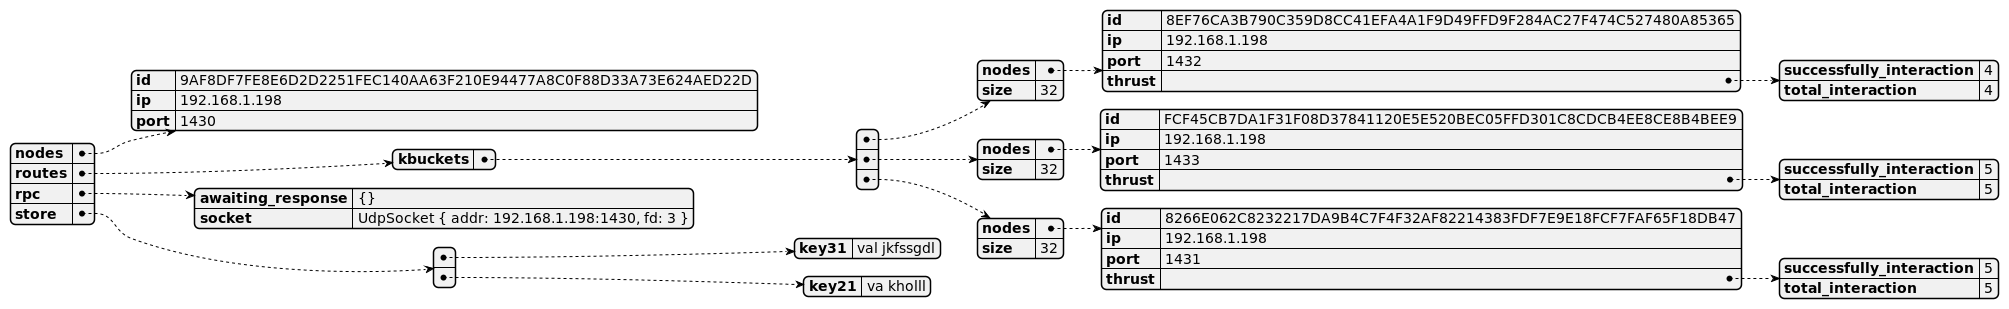 nodes
routes
rpc
store
id 9AF8DF7FE8E6D2D2251FEC140AA63F210E94477A8C0F88D33A73E624AED22D
ip 192.168.1.198
port 1430
kbuckets
awaiting_response {}
socket UdpSocket { addr: 192.168.1.198:1430, fd: 3 }
key31 val jkfssgdl
key21 va kholll
nodes
size 32
id 8EF76CA3B790C359D8CC41EFA4A1F9D49FFD9F284AC27F474C527480A85365
ip 192.168.1.198
port 1432
thrust
successfully_interaction 4
total_interaction 4
nodes
size 32
id FCF45CB7DA1F31F08D37841120E5E520BEC05FFD301C8CDCB4EE8CE8B4BEE9
ip 192.168.1.198
port 1433
thrust
successfully_interaction 5
total_interaction 5
nodes
size 32
id 8266E062C8232217DA9B4C7F4F32AF82214383FDF7E9E18FCF7FAF65F18DB47
ip 192.168.1.198
port 1431
thrust
successfully_interaction 5
total_interaction 5